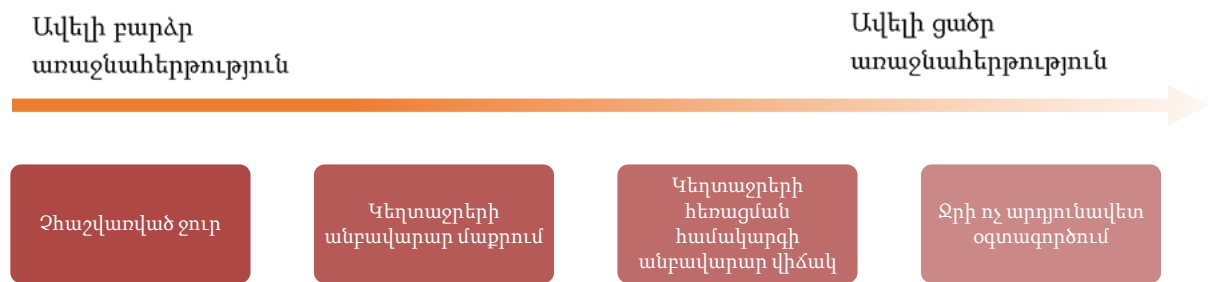 Ավելի բարձր
առաջնահերթություն
Ավելի ցածր
առաջնահերթություն
Չհաշվառված ջուր
Կեղտաջրերի
անբավարար մաքրում
Կեղտաջրերի
հեռացման
համակարգի
անբավարար վիճակ
Ջրի ոչ արդյունավետ
օգտագործում